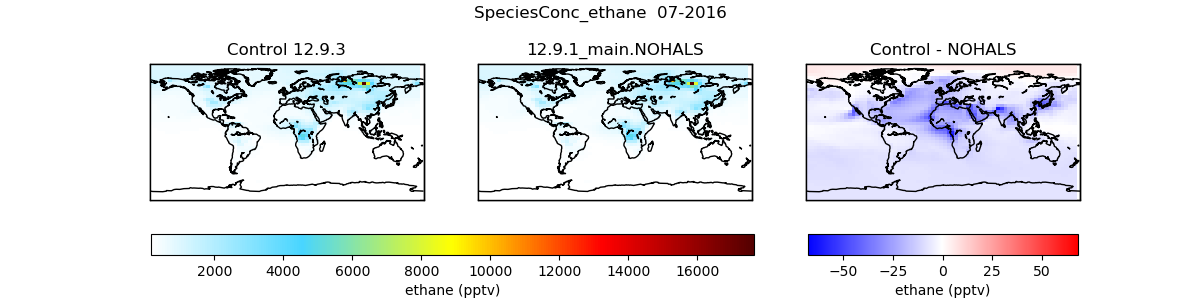 SpeciesConc_ethane  07-2016
Control 12.9.3
12.9.1_main.NOHALS
Control - NOHALS
2000 4000 6000 8000 10000 12000 14000 16000
ethane (pptv)
−50 −25 0 25 50
ethane (pptv)